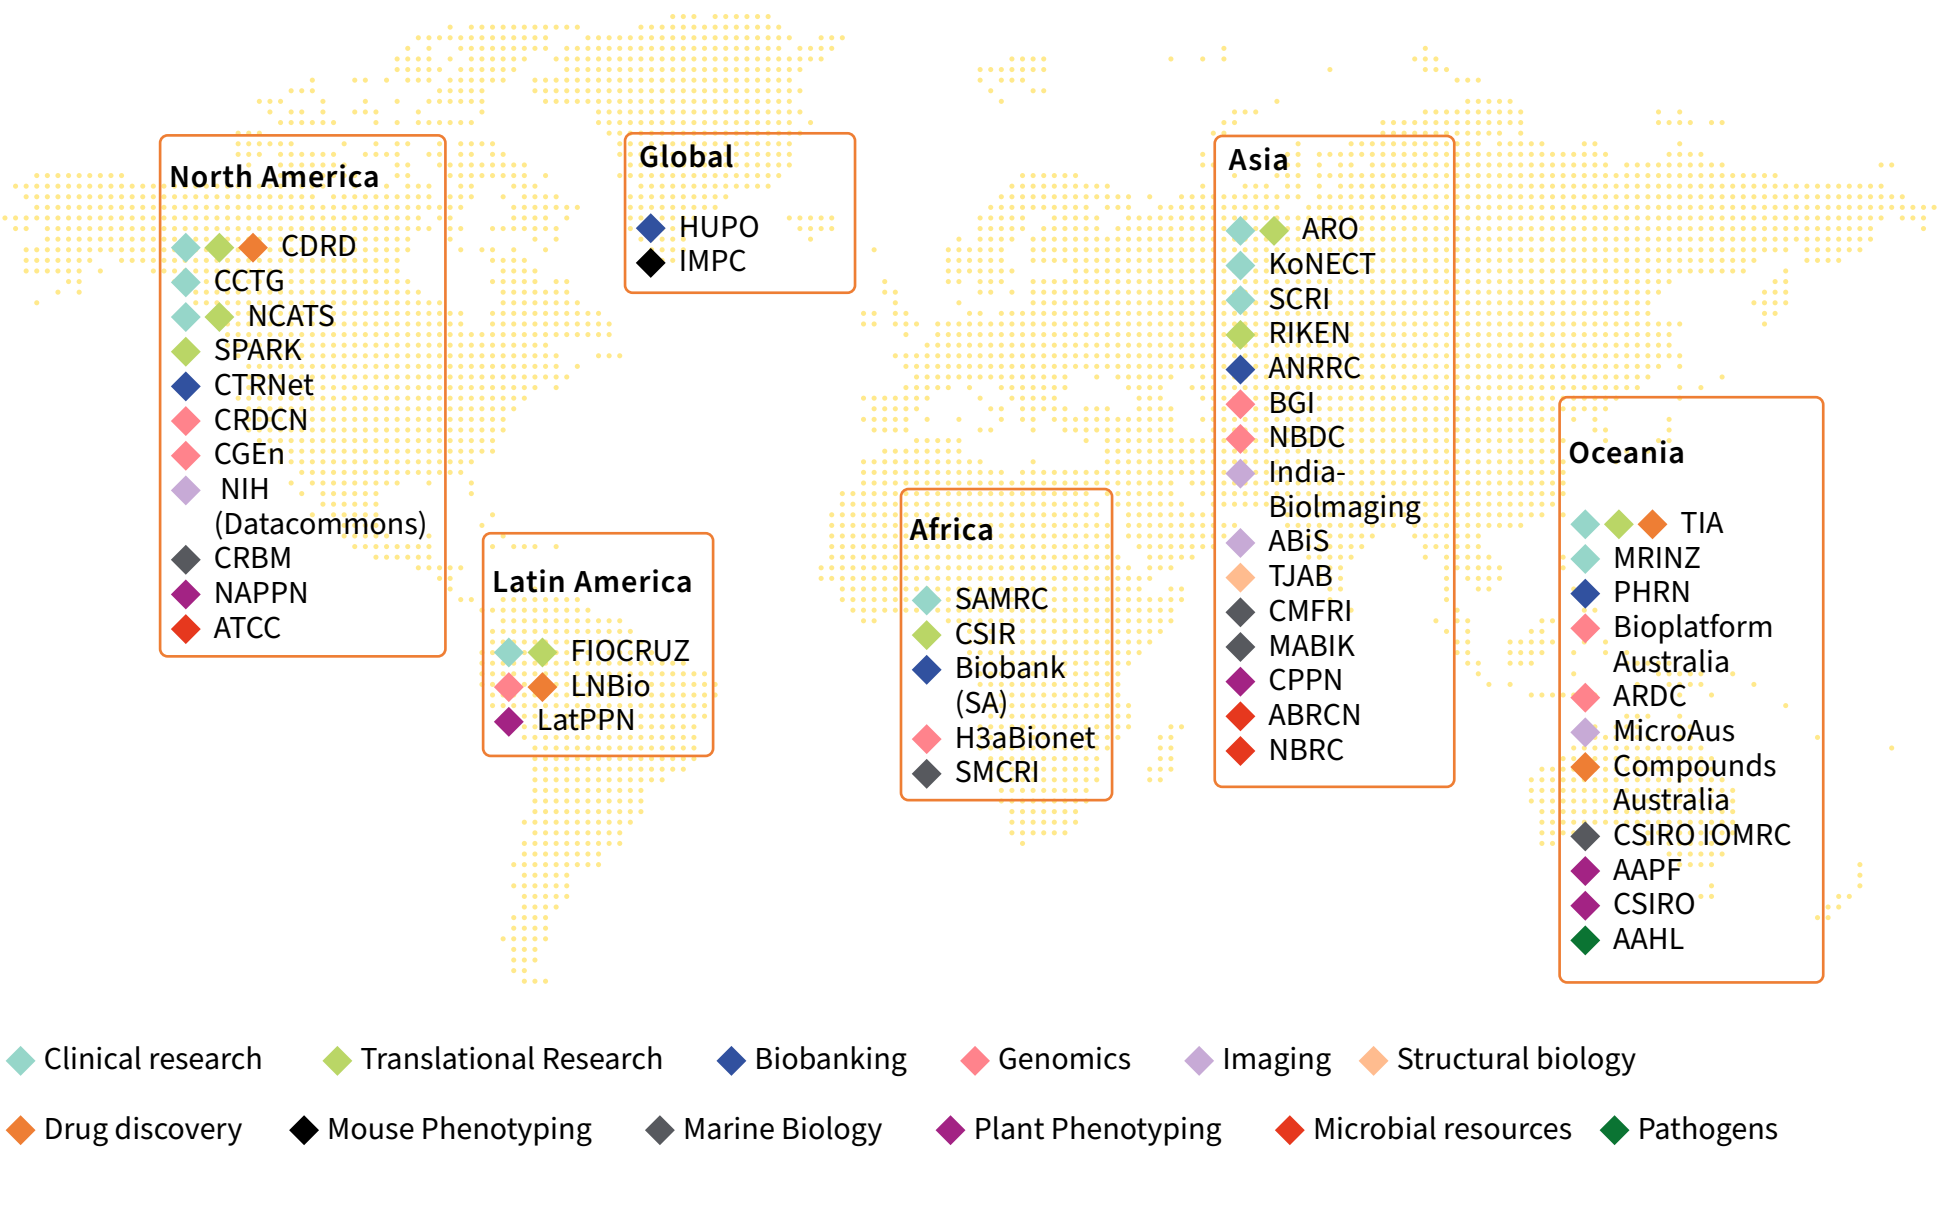 North America
CDRD
CCTG
NCATS
SPARK
CTRNet
CRDCN
CGEn
NIH
(Datacommons)
CRBM
NAPPN
ATCC
Latin America
FIOCRUZ
LNBio
LatPPN
Global
HUPO
IMPC
Africa
SAMRC
CSIR
Biobank
(SA)
H3aBionet
SMCRI
Asia
ARO
KoNECT
SCRI
RIKEN
ANRRC
BGI
NBDC
India-
BioImaging
ABiS
TJAB
CMFRI
MABIK
CPPN
ABRCN
NBRC
Oceania
TIA
MRINZ
PHRN
Bioplatform
Australia
ARDC
MicroAus
Compounds
Australia
CSIRO IOMRC
AAPF
CSIRO
AAHL
Clinical research Translational Research Biobanking Genomics Imaging Structural biology
Drug discovery Mouse Phenotyping Marine Biology Plant Phenotyping Microbial resources Pathogens